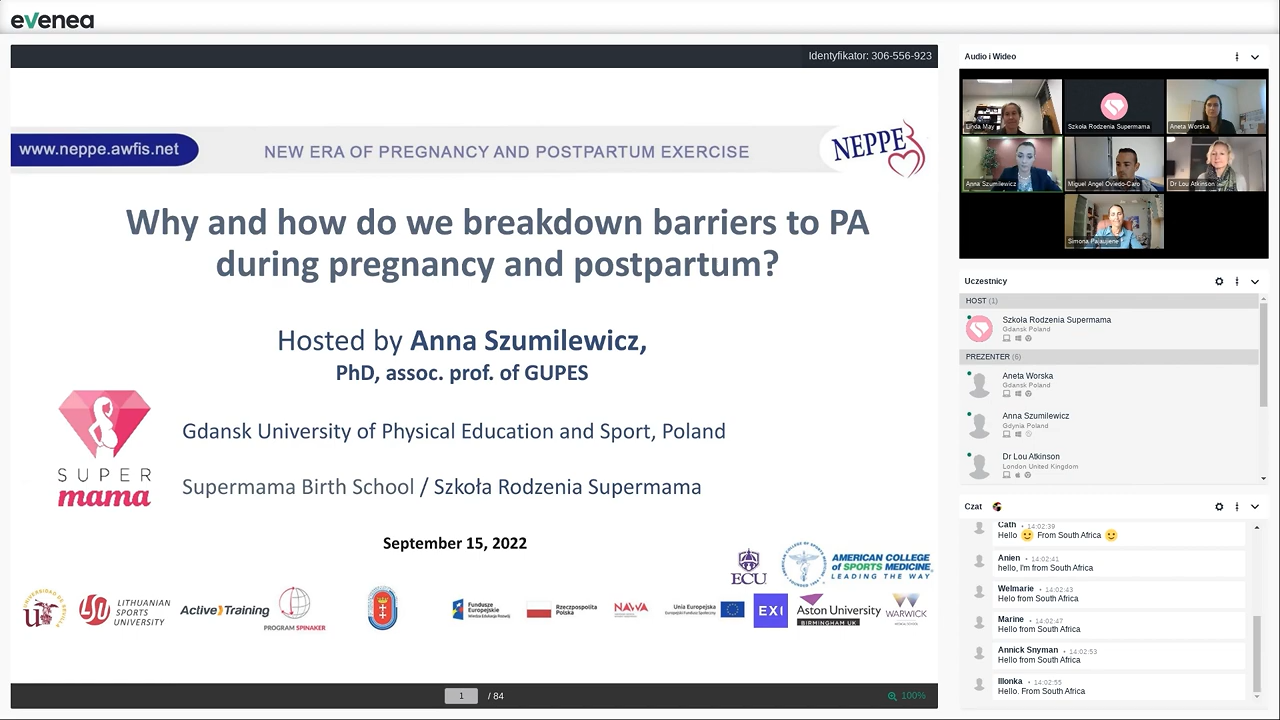 evenea
Identyfikator: 306-556-923
www.neppe.awfis.net
NEW ERA OF PREGNANCY AND POSTPARTUM EXERCISE
NEPPE
Why and how do we breakdown barriers to PA
during pregnancy and postpartum?
Hosted by Anna Szumilewicz,
PhD, assoc. prof. of GUPES
Gdansk University of Physical Education and Sport, Poland
SUPER
mama
Supermama Birth School / Szkoła Rodzenia Supermama
September 15, 2022
ECU
AMERICAN COLLEGE
of SPORTS MEDICINE
LEADING THE WAY
LITHUANIAN
SPORTS
UNIVERSITY
Active Training
PROGRAM SPINAKER
Fundusze
Europejskie
Rzeczpospolita
Polska
NAWA
Unia Europejska
Europejski Fundusz Społeczny
EXI
Aston University
BIRMINGHAM UK
WARWICK
1 / 84
100%
Audio i Wideo
Linda May
Szkoła Rodzenia Supermama
Aneta Worska
Anna Szumilewicz
Miguel Angel Oviedo-Caro
Dr Lou Atkinson
Simona Pajaujiene
Uczestnicy
HOST (1)
Szkoła Rodzenia Supermama
Gdansk Poland
PREZENTER (6)
Aneta Worska
Gdansk Poland
Anna Szumilewicz
Gdynia Poland
Dr Lou Atkinson
London United Kingdom
Czat
Cath • 14:02:39
Hello 🙂 From South Africa 🙂
Anien • 14:02:41
hello, I'm from South Africa
Welmarie • 14:02:43
Helo from South Africa
Marine • 14:02:47
Hello from South Africa
Annick Snyman • 14:02:53
Hello from South Africa
Illonka • 14:02:55
Hello. From South Africa